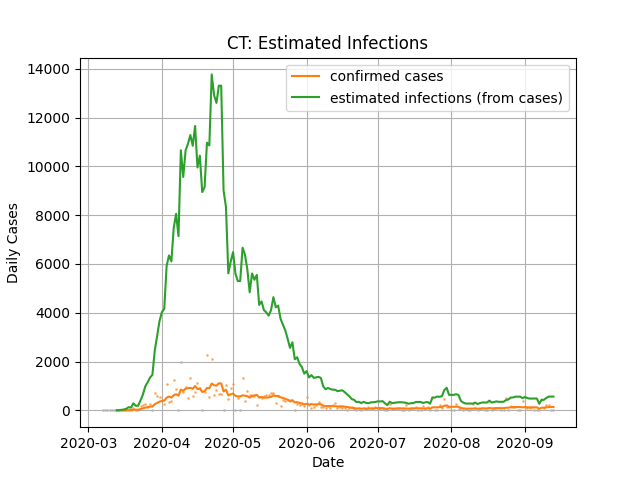 CT: Estimated Infections
confirmed cases
estimated infections (from cases)
14000
12000
10000
8000
6000
4000
2000
0
Daily Cases
2020-03 2020-04 2020-05 2020-06 2020-07 2020-08 2020-09
Date